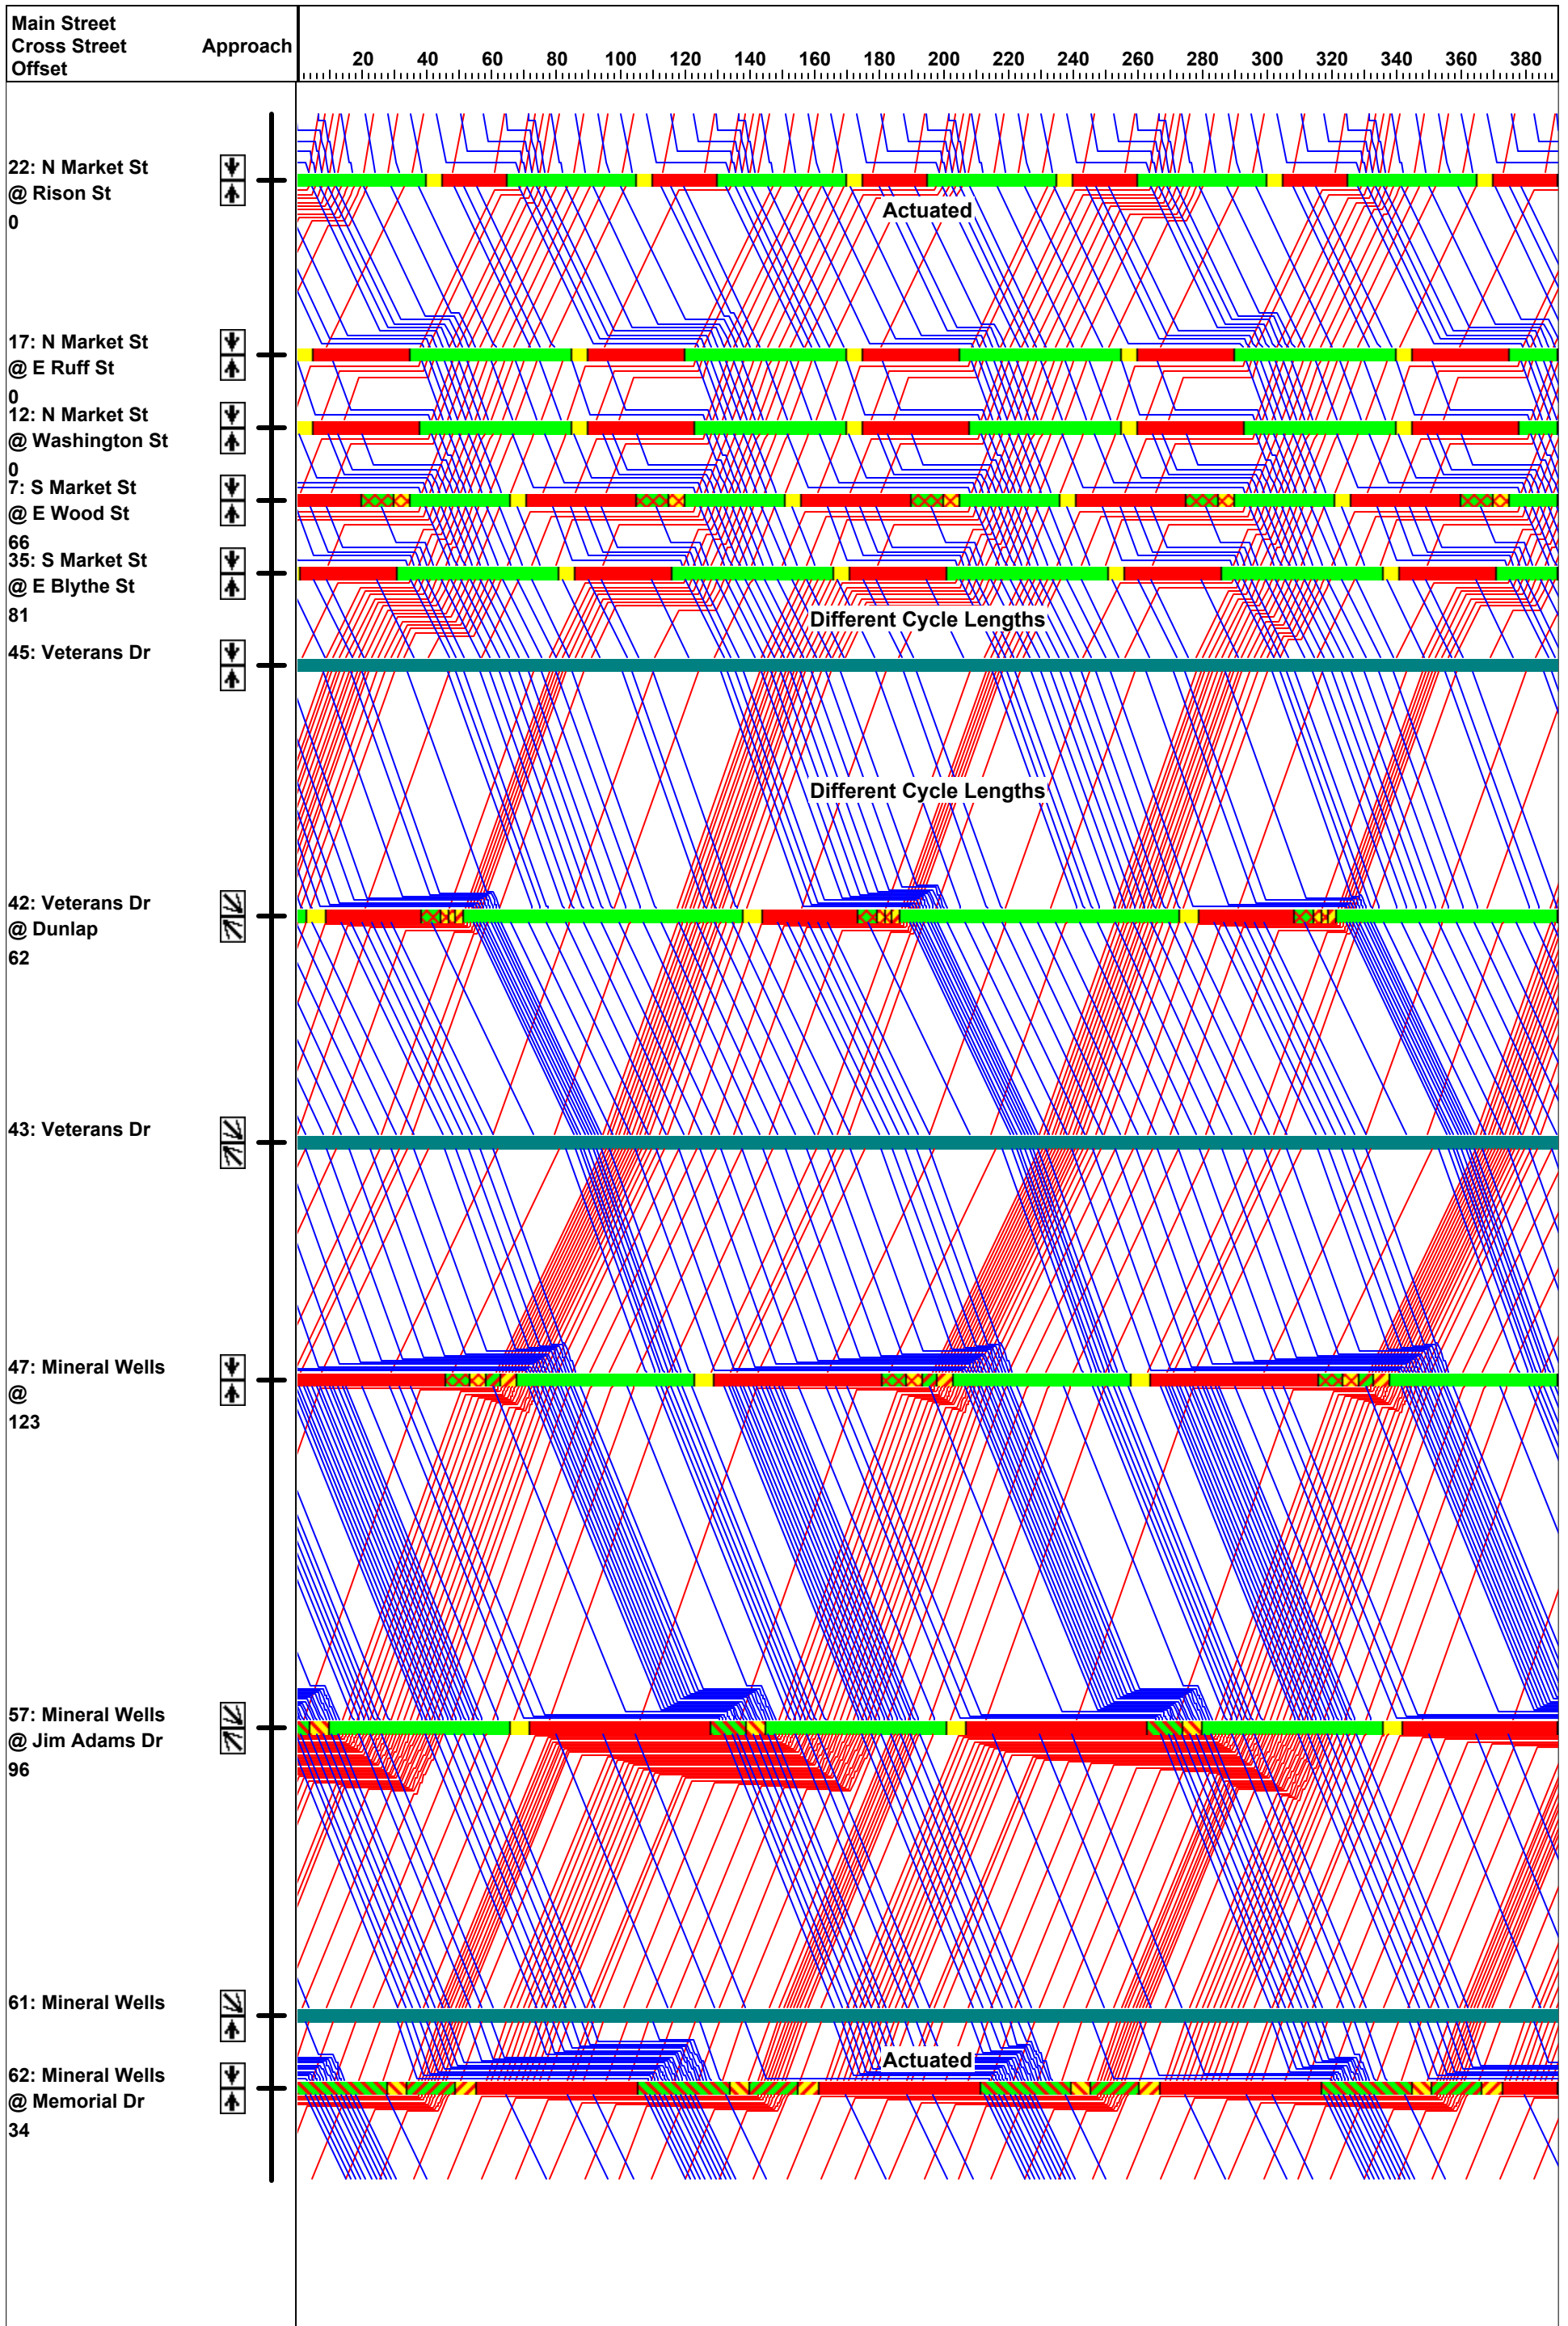 Main Street
Cross Street Approach
Offset
20 40 60 80 100 120 140 160 180 200 220 240 260 280 300 320 340 360 380
22: N Market St
@ Rison St
0
Actuated
17: N Market St
@ E Ruff St
0
12: N Market St
@ Washington St
0
7: S Market St
@ E Wood St
66
35: S Market St
@ E Blythe St
81
Different Cycle Lengths
45: Veterans Dr
Different Cycle Lengths
42: Veterans Dr
@ Dunlap
62
43: Veterans Dr
47: Mineral Wells
@
123
57: Mineral Wells
@ Jim Adams Dr
96
61: Mineral Wells
Actuated
62: Mineral Wells
@ Memorial Dr
34